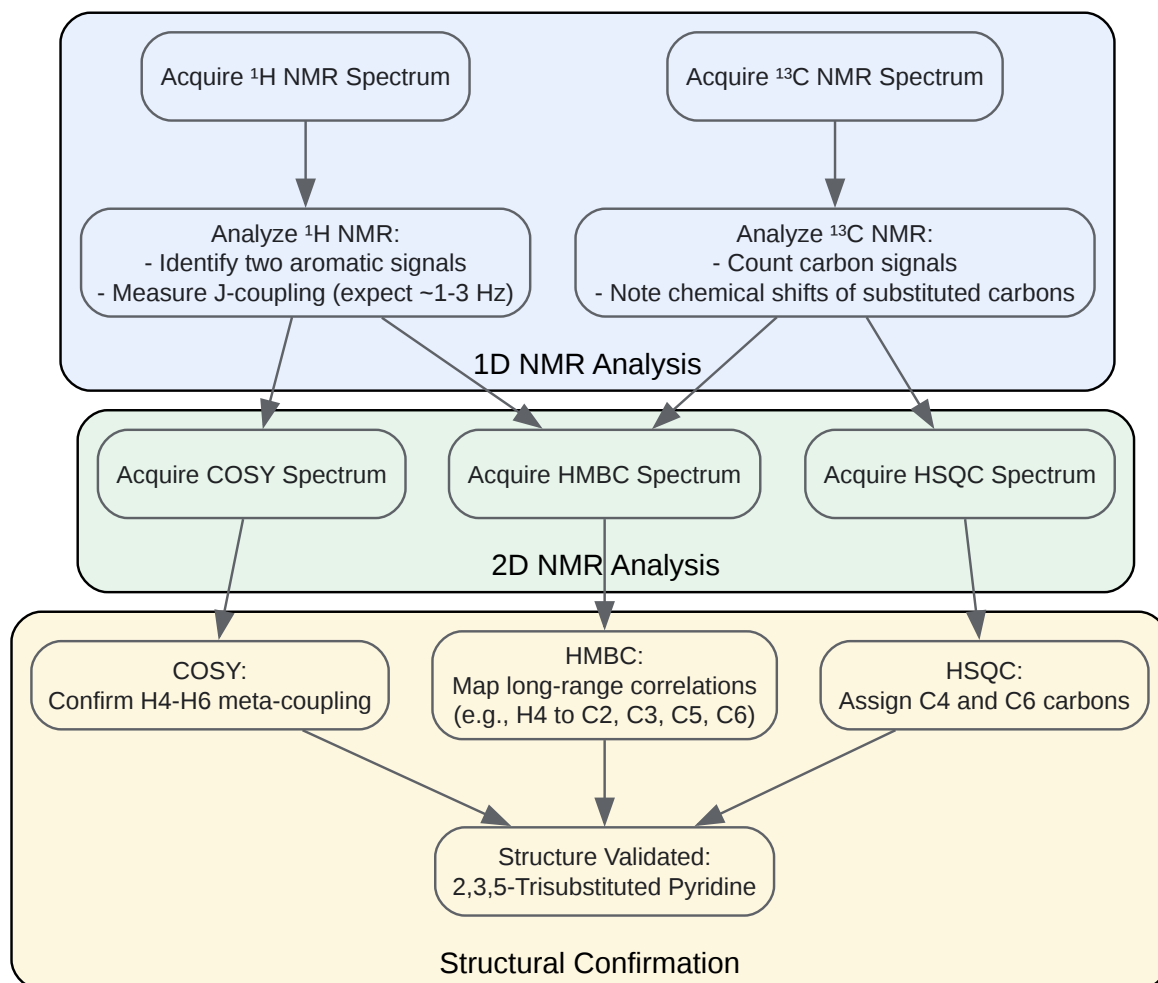 Acquire ¹H NMR Spectrum
Acquire ¹³C NMR Spectrum
Analyze ¹H NMR:
- Identify two aromatic signals
- Measure J-coupling (expect ~1-3 Hz)
Analyze ¹³C NMR:
- Count carbon signals
- Note chemical shifts of substituted carbons
1D NMR Analysis
Acquire COSY Spectrum
Acquire HMBC Spectrum
Acquire HSQC Spectrum
2D NMR Analysis
COSY:
Confirm H4-H6 meta-coupling
HMBC:
Map long-range correlations
(e.g., H4 to C2, C3, C5, C6)
HSQC:
Assign C4 and C6 carbons
Structure Validated:
2,3,5-Trisubstituted Pyridine
Structural Confirmation